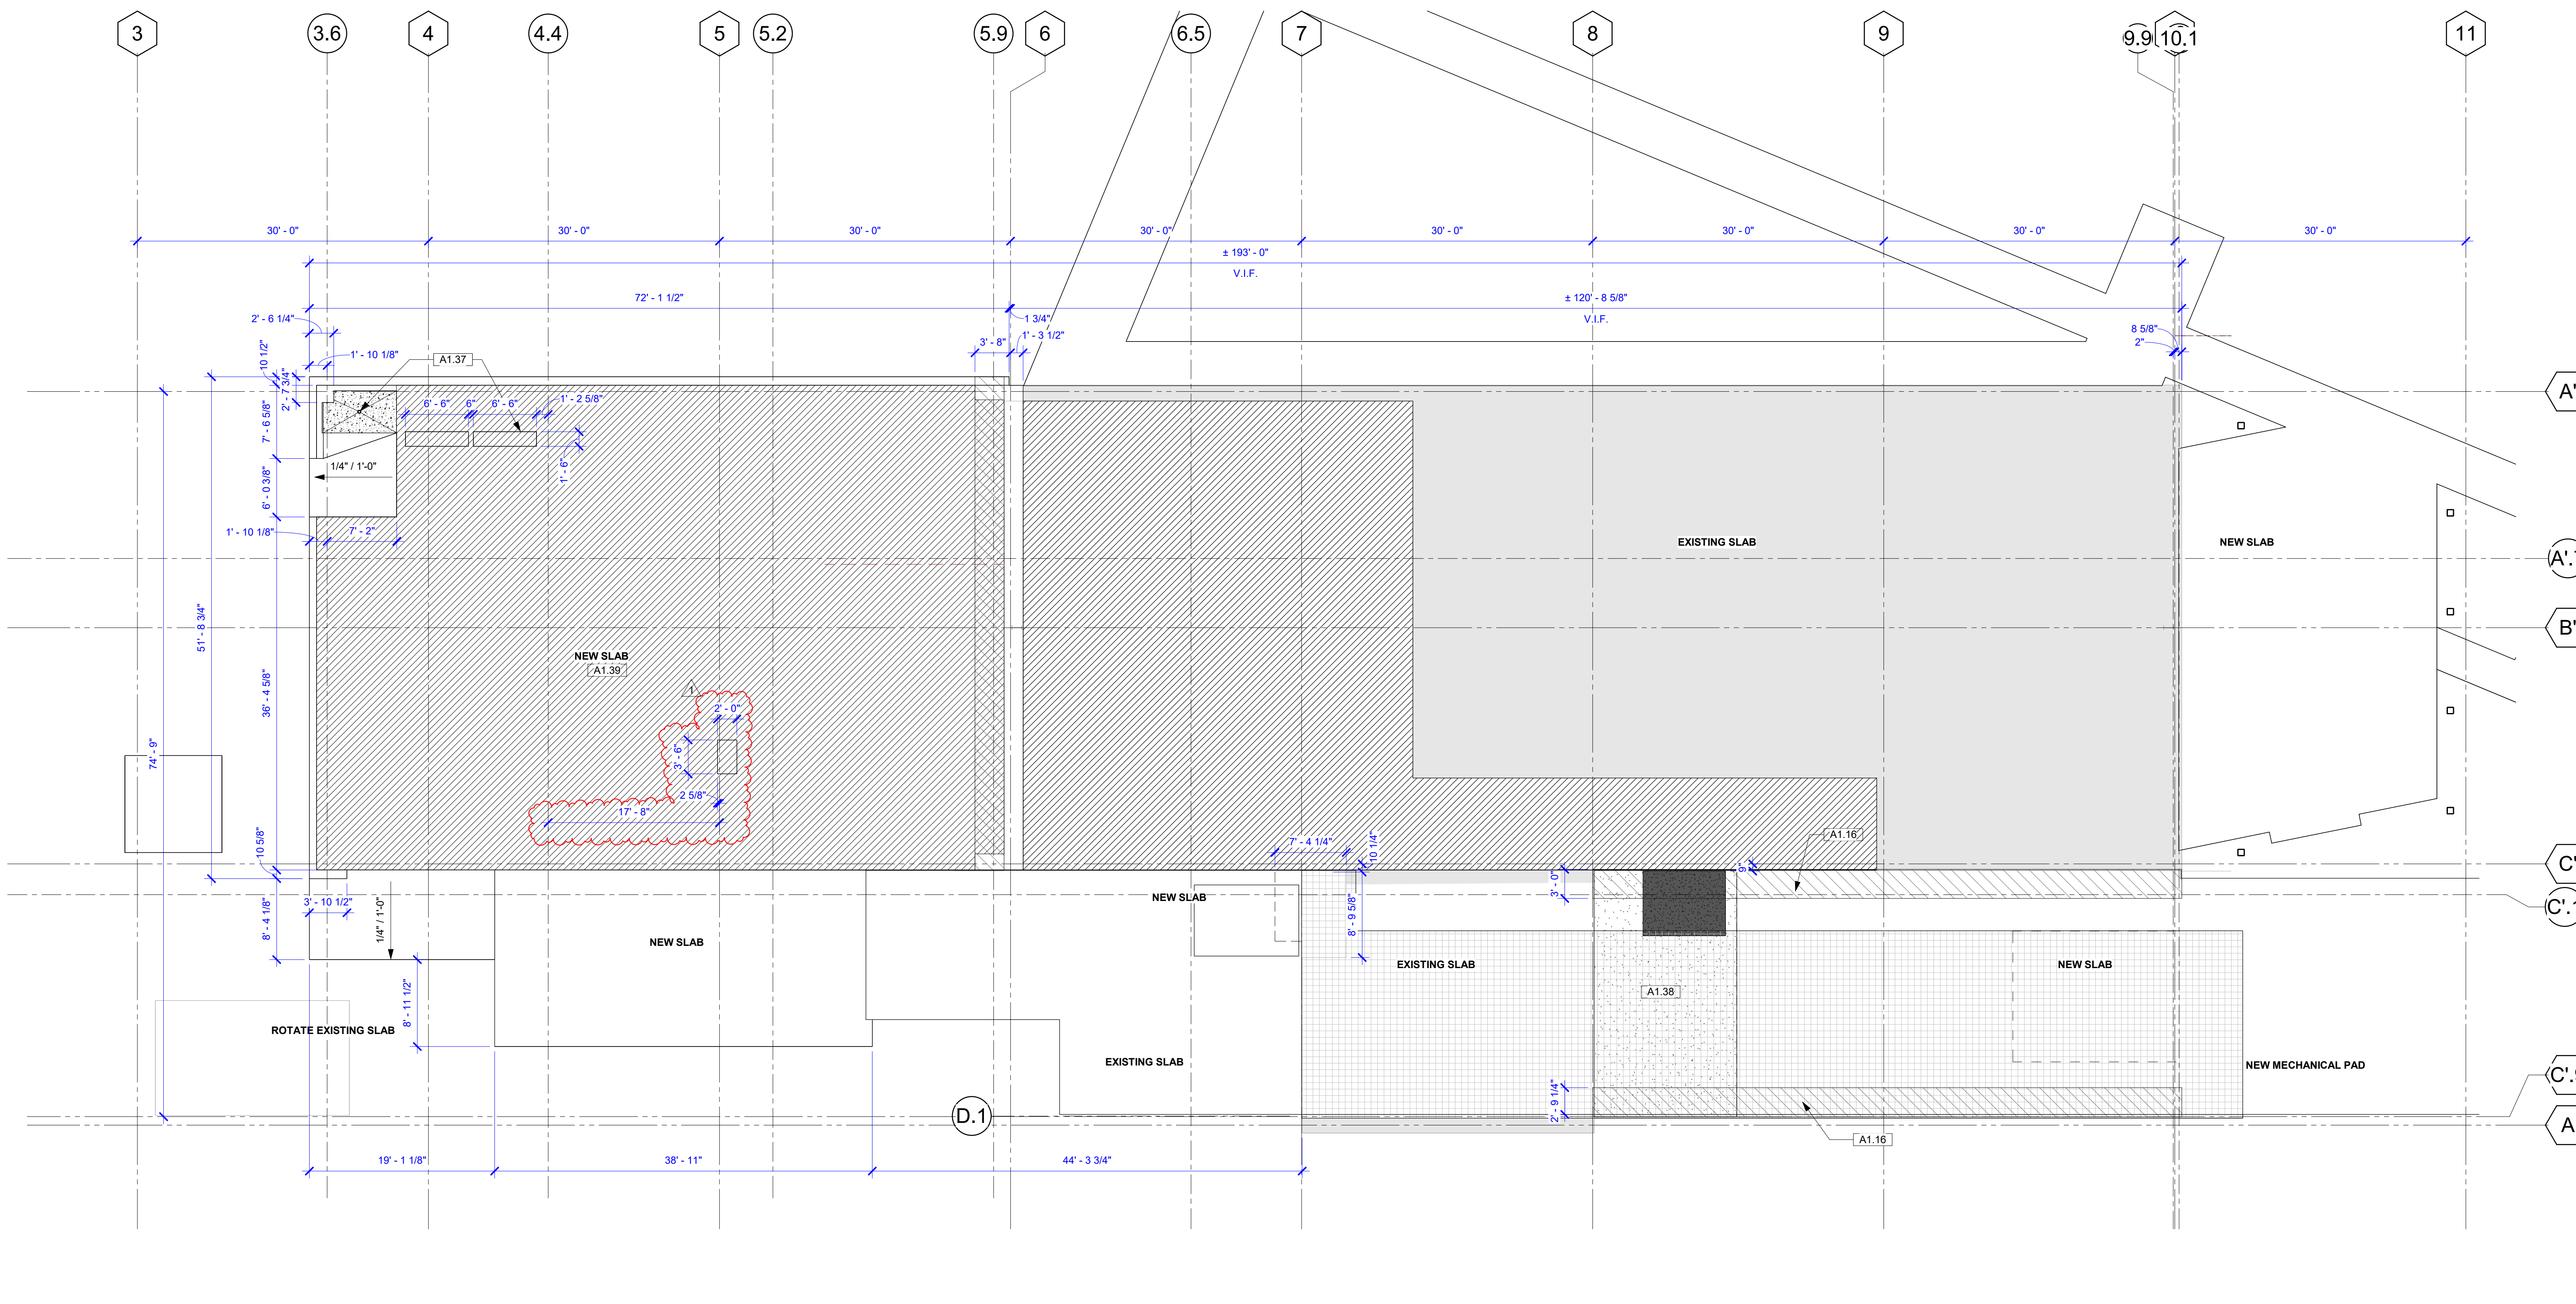 3
3.6
4
4.4
5
5.2
5.9
6
6.5
7
8
9
9.9
10.1
11
30' - 0"
30' - 0"
30' - 0"
30' - 0"
30' - 0"
30' - 0"
30' - 0"
30' - 0"
± 193' - 0"
V.I.F.
72' - 1 1/2"
± 120' - 8 5/8"
V.I.F.
2' - 6 1/4"
1 3/4"
1' - 3 1/2"
3' - 8"
8 5/8"
2"
1' - 10 1/8"
A1.37
10 1/2"
2' - 7 3/4"
7' - 6 5/8"
6' - 6"
6"
6' - 6"
1' - 2 5/8"
1' - 6"
1/4" / 1'-0"
6' - 0 3/8"
1' - 10 1/8"
7' - 2"
A'
EXISTING SLAB
NEW SLAB
A'.
B'
51' - 8 3/4"
NEW SLAB
A1.39
36' - 4 5/8"
1
2' - 0"
3' - 6"
2 5/8"
17' - 8"
74' - 9"
10 5/8"
7' - 4 1/4"
10 1/4"
A1.16
9"
C'
3' - 0"
3' - 10 1/2"
8' - 4 1/8"
1/4" / 1'-0"
NEW SLAB
8' - 9 5/8"
C'.
NEW SLAB
EXISTING SLAB
NEW SLAB
A1.38
8' - 11 1/2"
ROTATE EXISTING SLAB
EXISTING SLAB
NEW MECHANICAL PAD
C'.
2' - 9 1/4"
D.1
A
A1.16
19' - 1 1/8"
38' - 11"
44' - 3 3/4"